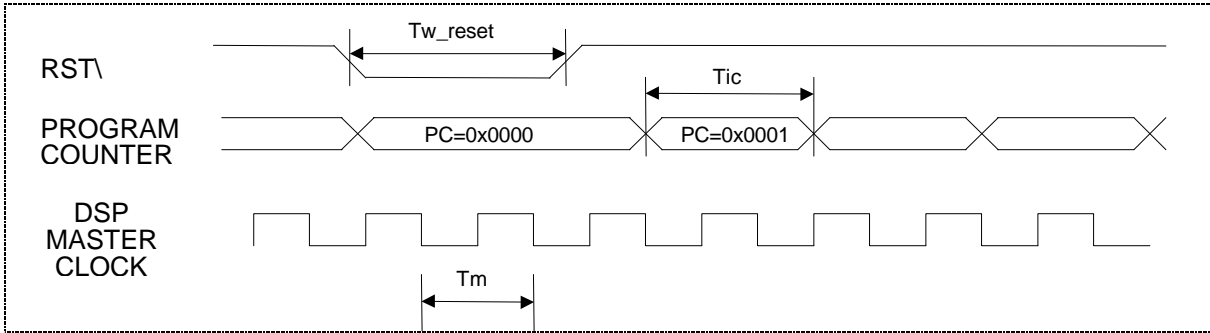 Tw_reset
RST\
Tic
PROGRAM
COUNTER
PC=0x0000
PC=0x0001
DSP
MASTER
CLOCK
Tm